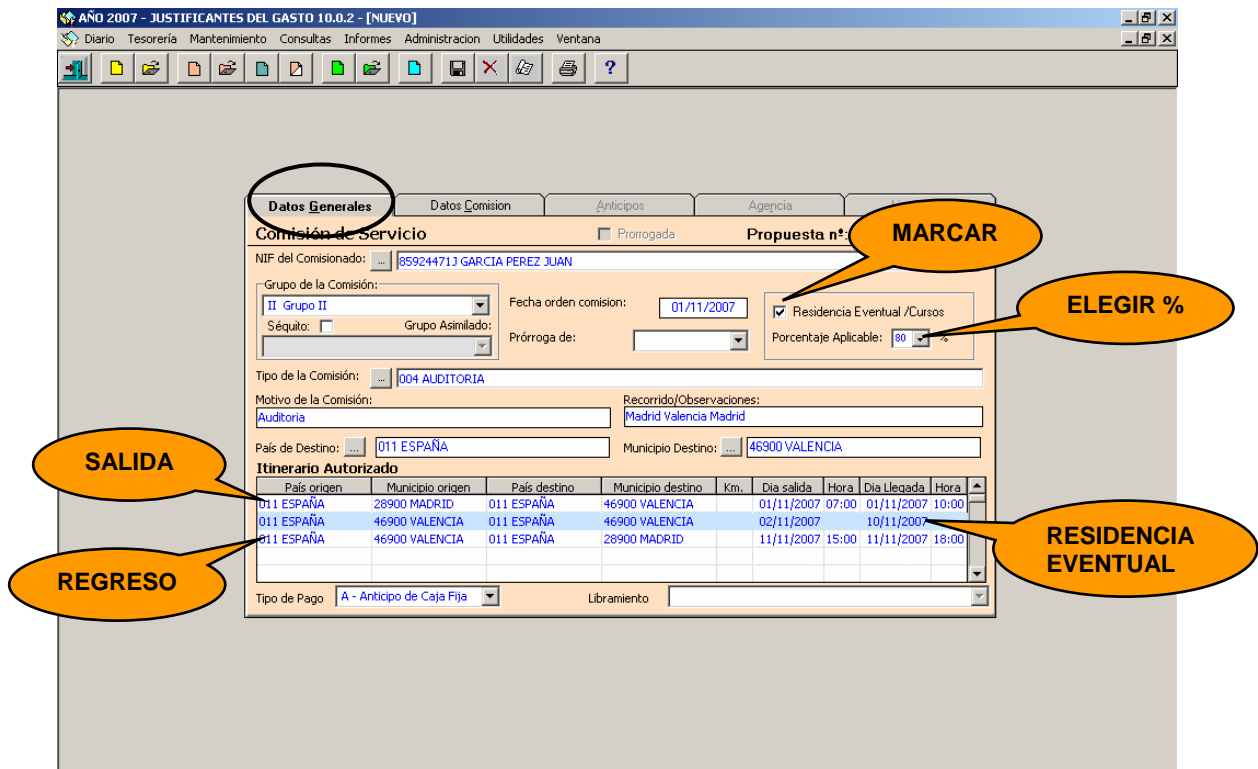 AÑO 2007 - JUSTIFICANTES DEL GASTO 10.0.2 - [NUEVO]
Diario Tesorería Mantenimiento Consultas Informes Administracion Utilidades Ventana
?
Datos Generales Datos Comision Anticipos Agencia
Comisión de Servicio Prorrogada Propuesta nº:
MARCAR
NIF del Comisionado: ... 85924471J GARCIA PEREZ JUAN
Grupo de la Comisión:
II Grupo II Fecha orden comision: 01/11/2007 Residencia Eventual /Cursos
ELEGIR %
Séquito: Grupo Asimilado: Prórroga de: Porcentaje Aplicable: 80 %
Tipo de la Comisión: ... 004 AUDITORIA
Motivo de la Comisión: Recorrido/Observaciones:
Auditoria Madrid Valencia Madrid
País de Destino: ... 011 ESPAÑA Municipio Destino: ... 46900 VALENCIA
SALIDA
Itinerario Autorizado
País origen Municipio origen País destino Municipio destino Km. Dia salida Hora Dia Llegada Hora
011 ESPAÑA 28900 MADRID 011 ESPAÑA 46900 VALENCIA 01/11/2007 07:00 01/11/2007 10:00
011 ESPAÑA 46900 VALENCIA 011 ESPAÑA 46900 VALENCIA 02/11/2007 10/11/2007
011 ESPAÑA 46900 VALENCIA 011 ESPAÑA 28900 MADRID 11/11/2007 15:00 11/11/2007 18:00
RESIDENCIA
EVENTUAL
REGRESO
Tipo de Pago A - Anticipo de Caja Fija Libramiento